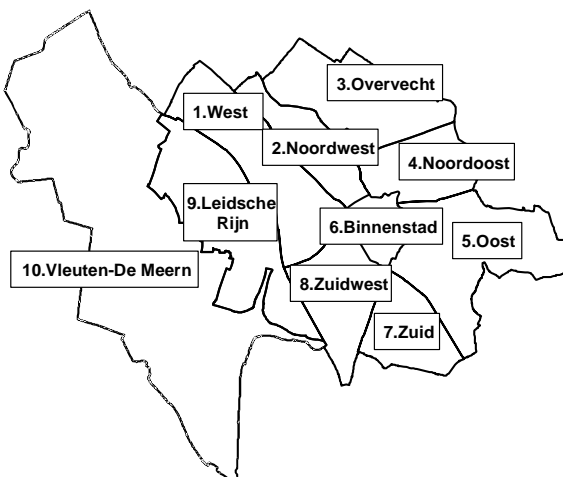 3.Overvecht
1.West
2.Noordwest
4.Noordoost
9.Leidsche
Rijn
6.Binnenstad
5.Oost
10.Vleuten-De Meern
8.Zuidwest
7.Zuid